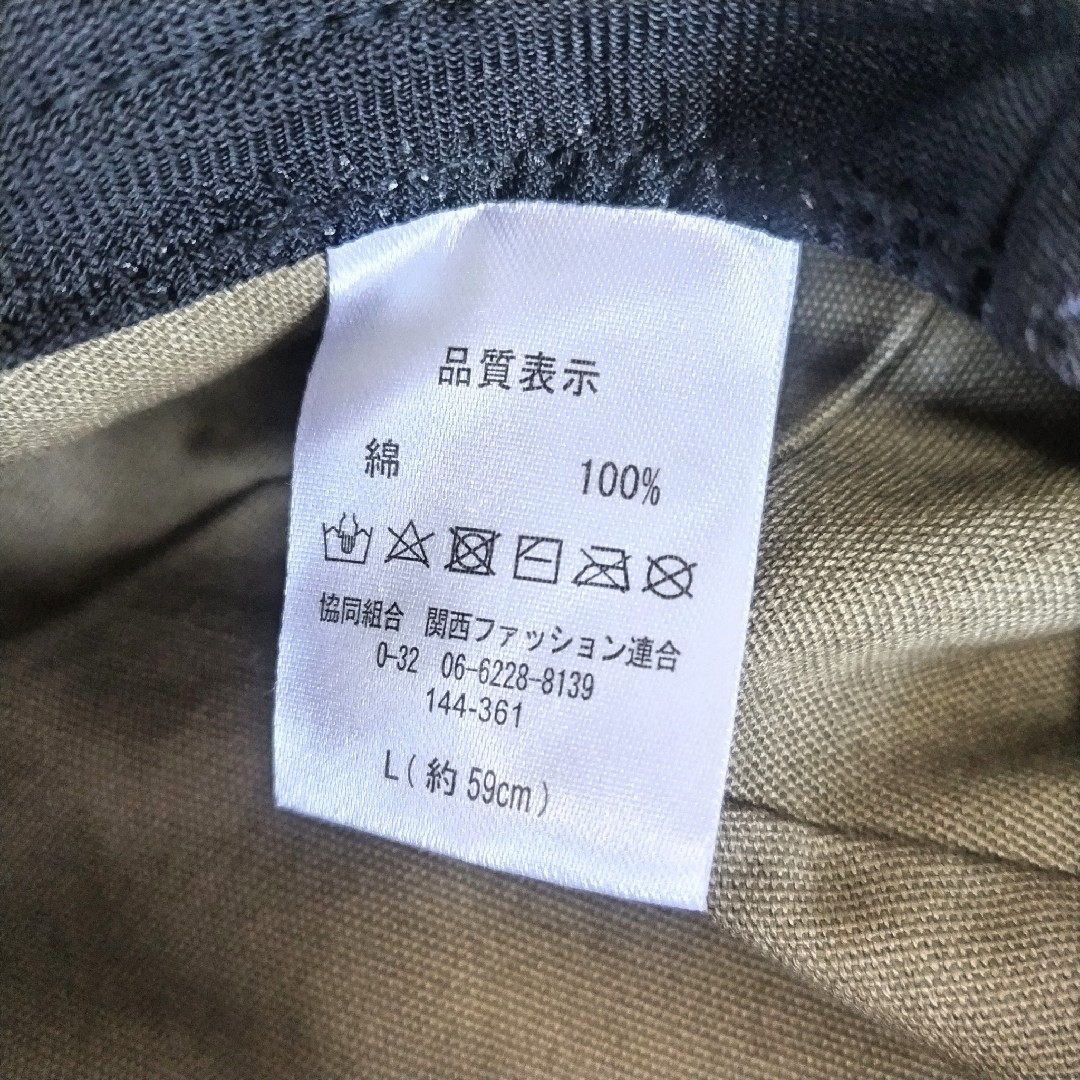 品質表示
綿 100%
協同組合 関西ファッション連合
0-32 06-6228-8139
144-361
L(約59cm)